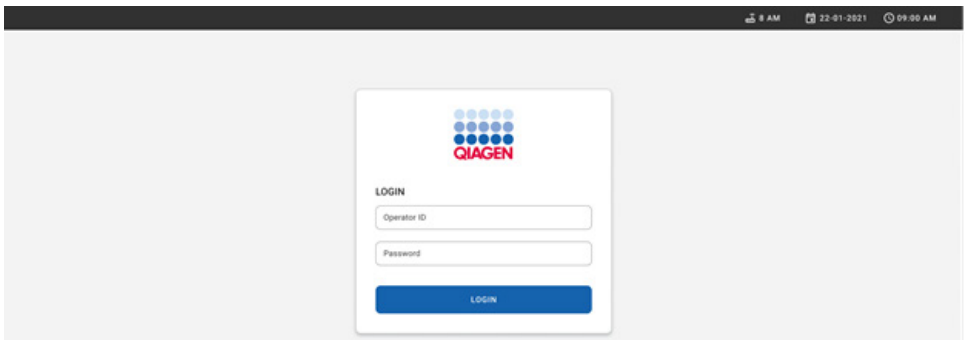 8 AM 22-01-2021 09:00 AM
QIAGEN
LOGIN
Operator ID
Password
LOGIN